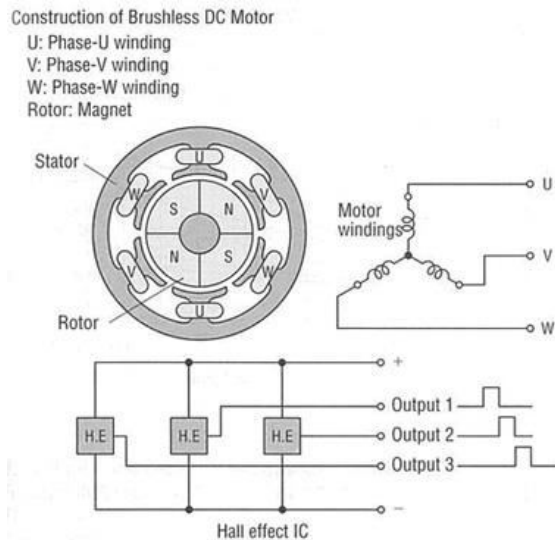 Construction of Brushless DC Motor
U: Phase-U winding
V: Phase-V winding
W: Phase-W winding
Rotor: Magnet
Stator
U
W
V
S
N
N
S
V
W
U
Rotor
Motor
windings
U
V
W
+
H.E
H.E
H.E
Output 1
Output 2
Output 3
−
Hall effect IC